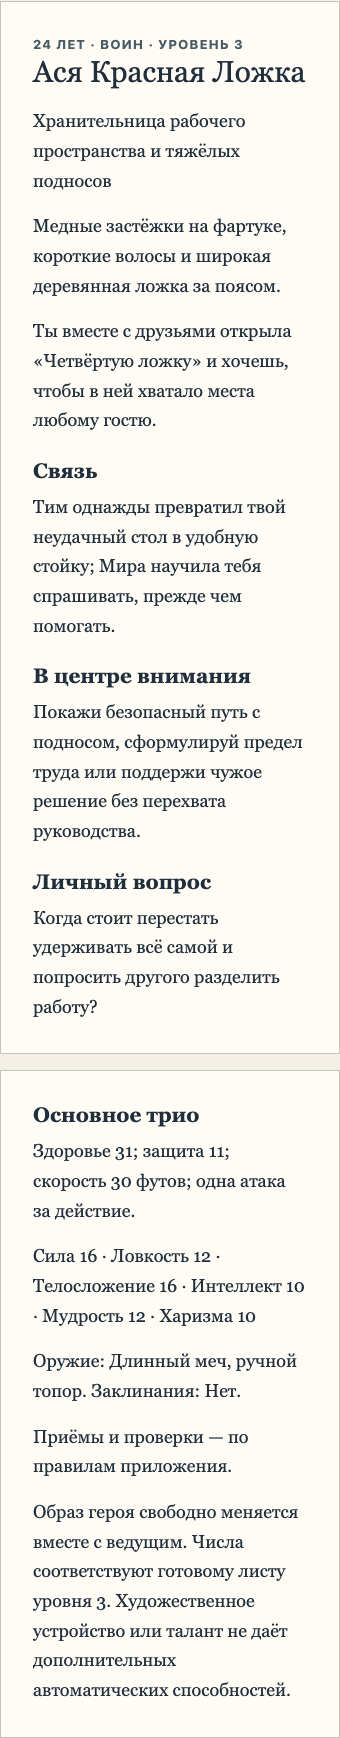 24 ЛЕТ · ВОИН · УРОВЕНЬ 3
Ася Красная Ложка
Хранительница рабочего
пространства и тяжёлых
подносов
Медные застёжки на фартуке,
короткие волосы и широкая
деревянная ложка за поясом.
Ты вместе с друзьями открыла
«Четвёртую ложку» и хочешь,
чтобы в ней хватало места
любому гостю.
Связь
Тим однажды превратил твой
неудачный стол в удобную
стойку; Мира научила тебя
спрашивать, прежде чем
помогать.
В центре внимания
Покажи безопасный путь с
подносом, сформулируй предел
труда или поддержи чужое
решение без перехвата
руководства.
Личный вопрос
Когда стоит перестать
удерживать всё самой и
попросить другого разделить
работу?
Основное трио
Здоровье 31; защита 11;
скорость 30 футов; одна атака
за действие.
Сила 16 · Ловкость 12 ·
Телосложение 16 · Интеллект 10
· Мудрость 12 · Харизма 10
Оружие: Длинный меч, ручной
топор. Заклинания: Нет.
Приёмы и проверки — по
правилам приложения.
Образ героя свободно меняется
вместе с ведущим. Числа
соответствуют готовому листу
уровня 3. Художественное
устройство или талант не даёт
дополнительных
автоматических способностей.